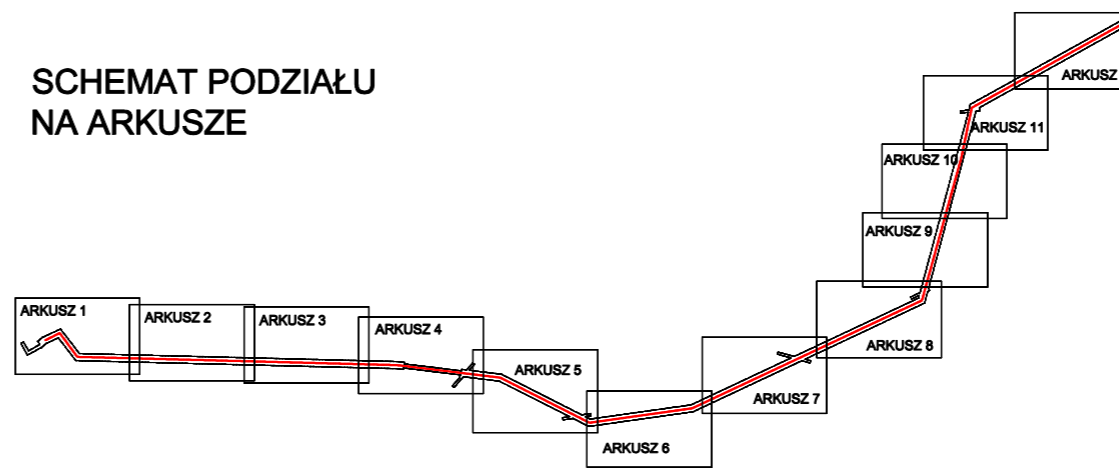 SCHEMAT PODZIAŁU
NA ARKUSZE
ARKUSZ 1
ARKUSZ 2
ARKUSZ 3
ARKUSZ 4
ARKUSZ 5
ARKUSZ 6
ARKUSZ 7
ARKUSZ 8
ARKUSZ 9
ARKUSZ 10
ARKUSZ 11
ARKUSZ